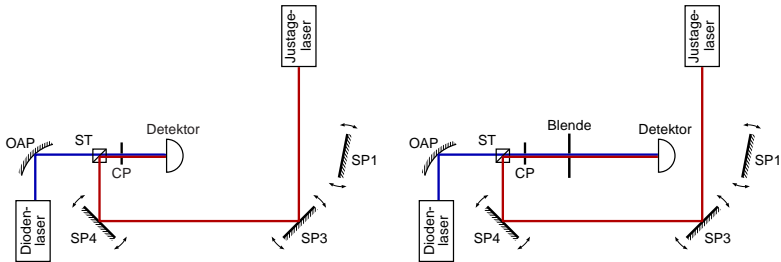 Justage-
laser
OAP
ST
Detektor
CP
SP1
Dioden-
laser
SP4
SP3
Justage-
laser
Blende
OAP
ST
Detektor
CP
SP1
Dioden-
laser
SP4
SP3